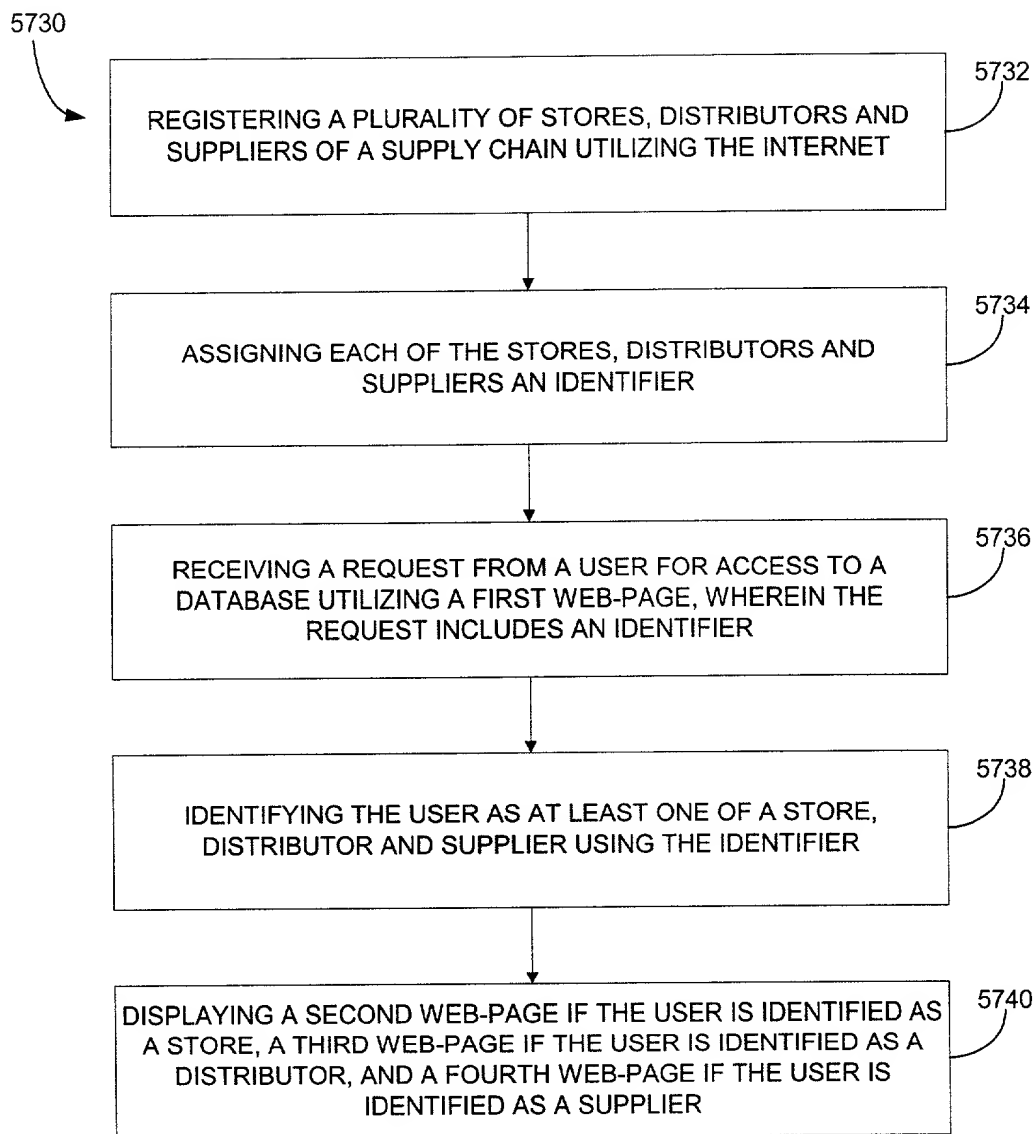 5730
5732
REGISTERING A PLURALITY OF STORES, DISTRIBUTORS AND
SUPPLIERS OF A SUPPLY CHAIN UTILIZING THE INTERNET
5734
ASSIGNING EACH OF THE STORES, DISTRIBUTORS AND
SUPPLIERS AN IDENTIFIER
5736
RECEIVING A REQUEST FROM A USER FOR ACCESS TO A
DATABASE UTILIZING A FIRST WEB-PAGE, WHEREIN THE
REQUEST INCLUDES AN IDENTIFIER
5738
IDENTIFYING THE USER AS AT LEAST ONE OF A STORE,
DISTRIBUTOR AND SUPPLIER USING THE IDENTIFIER
5740
DISPLAYING A SECOND WEB-PAGE IF THE USER IS IDENTIFIED AS
A STORE, A THIRD WEB-PAGE IF THE USER IS IDENTIFIED AS A
DISTRIBUTOR, AND A FOURTH WEB-PAGE IF THE USER IS
IDENTIFIED AS A SUPPLIER